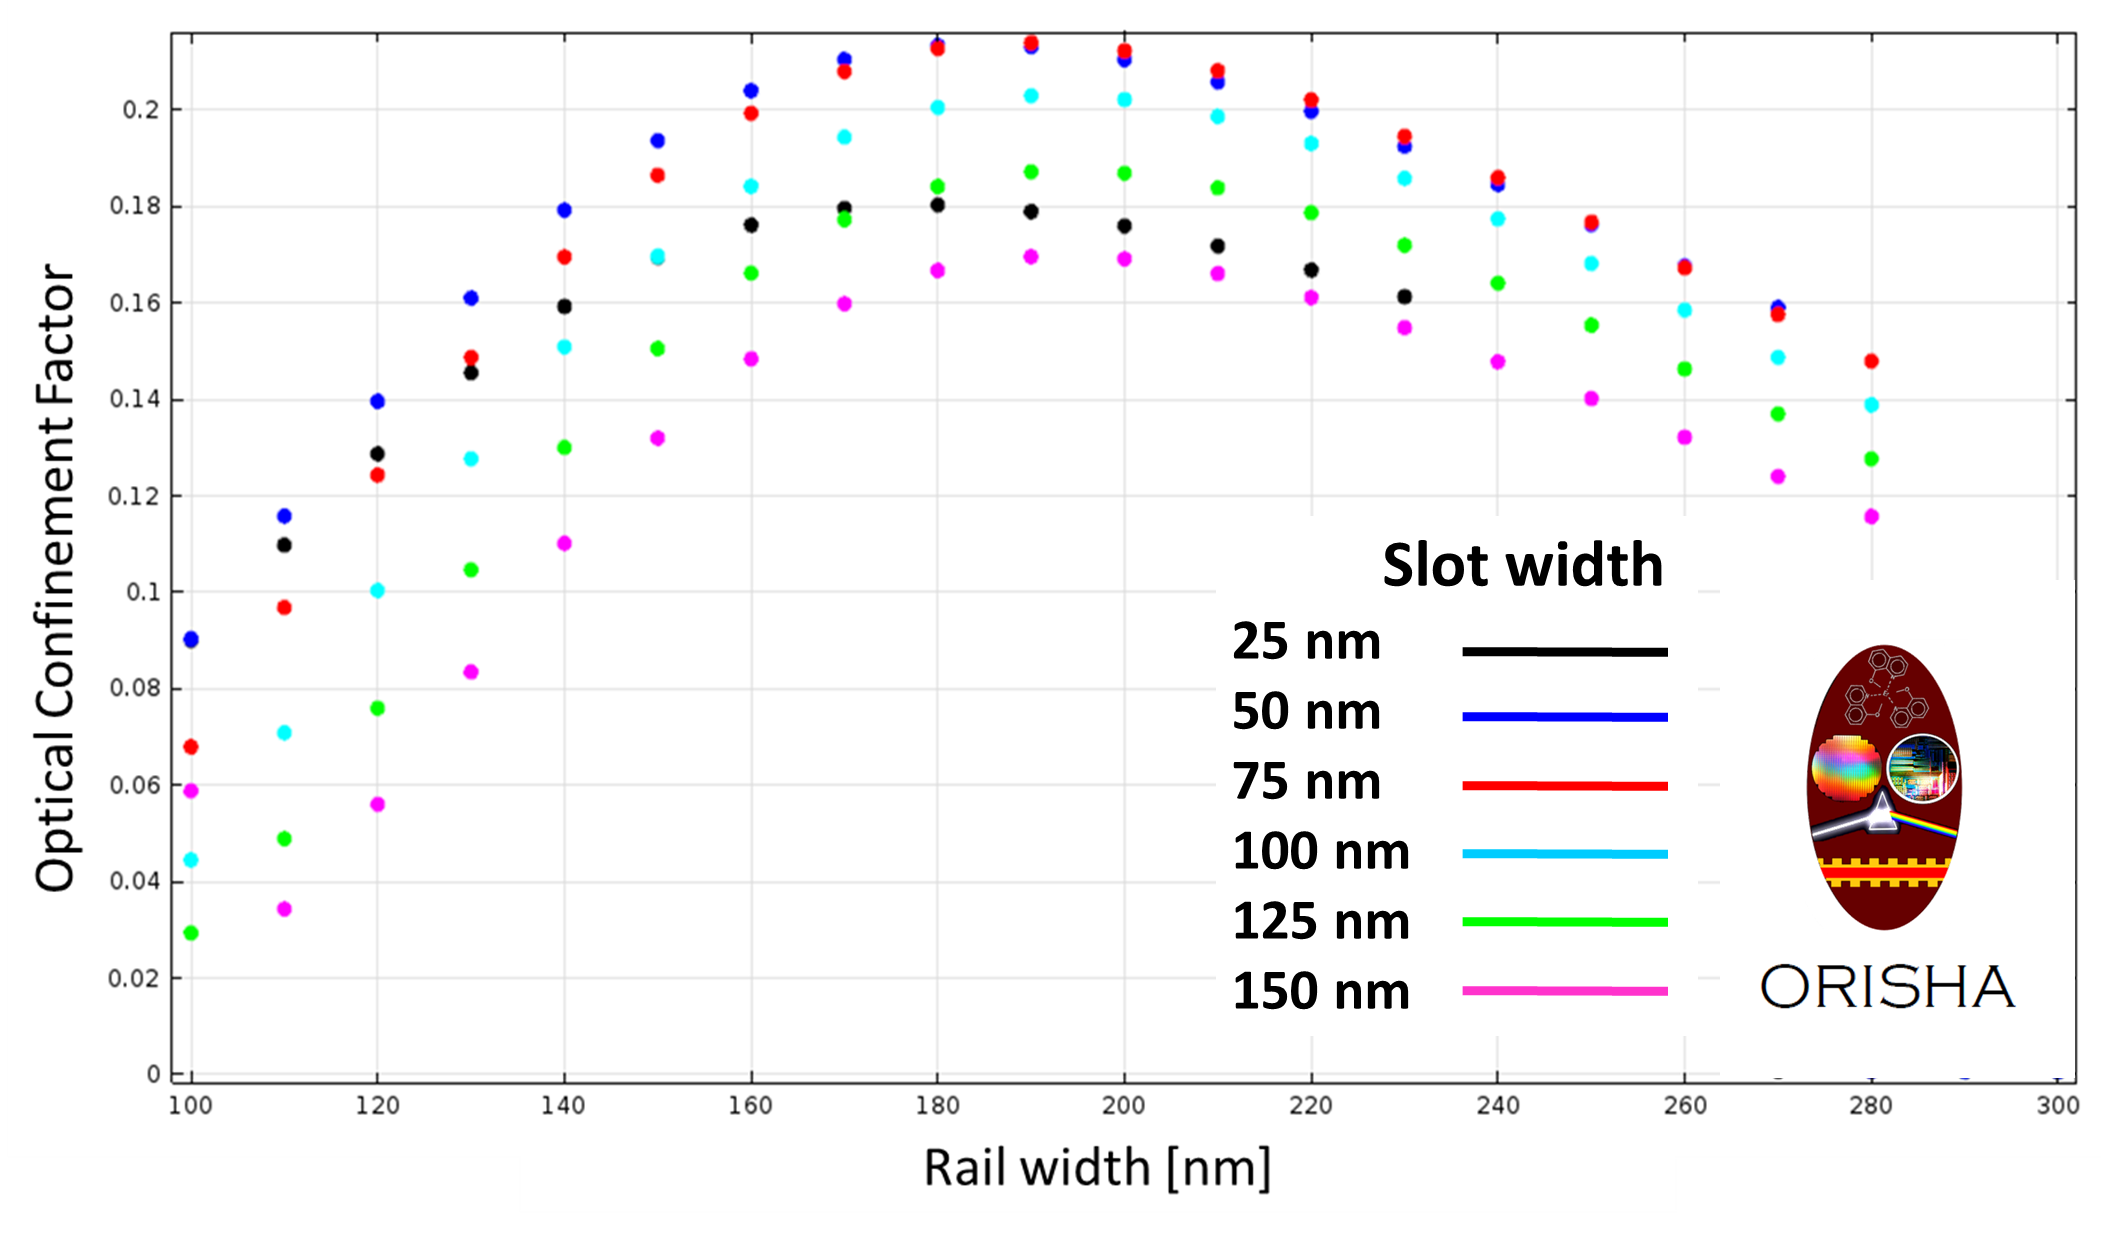 Optical Confinement Factor
0.2
0.18
0.16
0.14
0.12
0.1
0.08
0.06
0.04
0.02
0
Slot width
25 nm
50 nm
75 nm
100 nm
125 nm
150 nm
ORISHA
100 120 140 160 180 200 220 240 260 280 300
Rail width [nm]